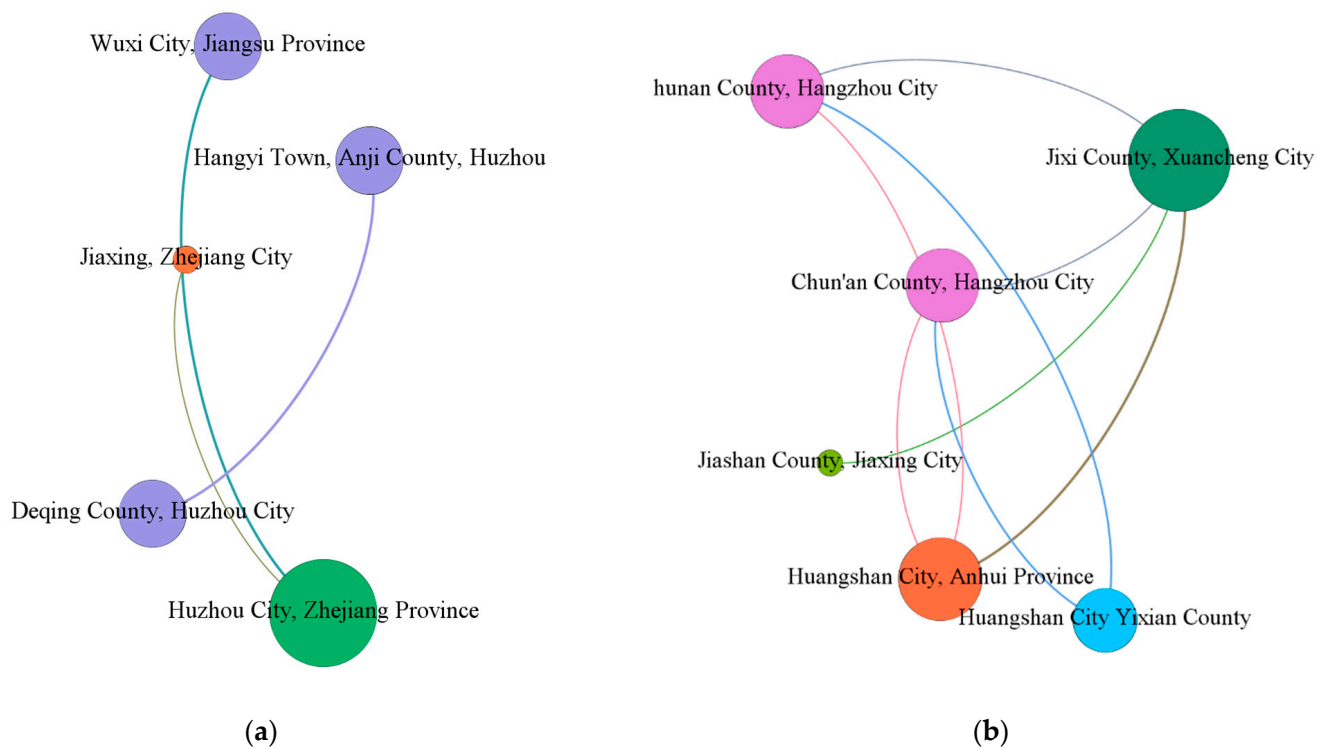 Wuxi City, Jiangsu Province
Hangyi Town, Anji County, Huzhou
Jiaxing, Zhejiang City
Deqing County, Huzhou City
Huzhou City, Zhejiang Province
(a)
hunan County, Hangzhou City
Jixi County, Xuancheng City
Chun'an County, Hangzhou City
Jiashan County, Jiaxing City
Huangshan City, Anhui Province
Huangshan City Yixian County
(b)